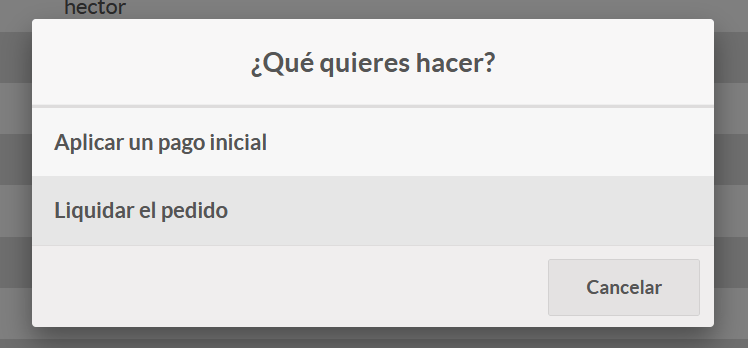 hector
¿Qué quieres hacer?
Aplicar un pago inicial
Liquidar el pedido
Cancelar